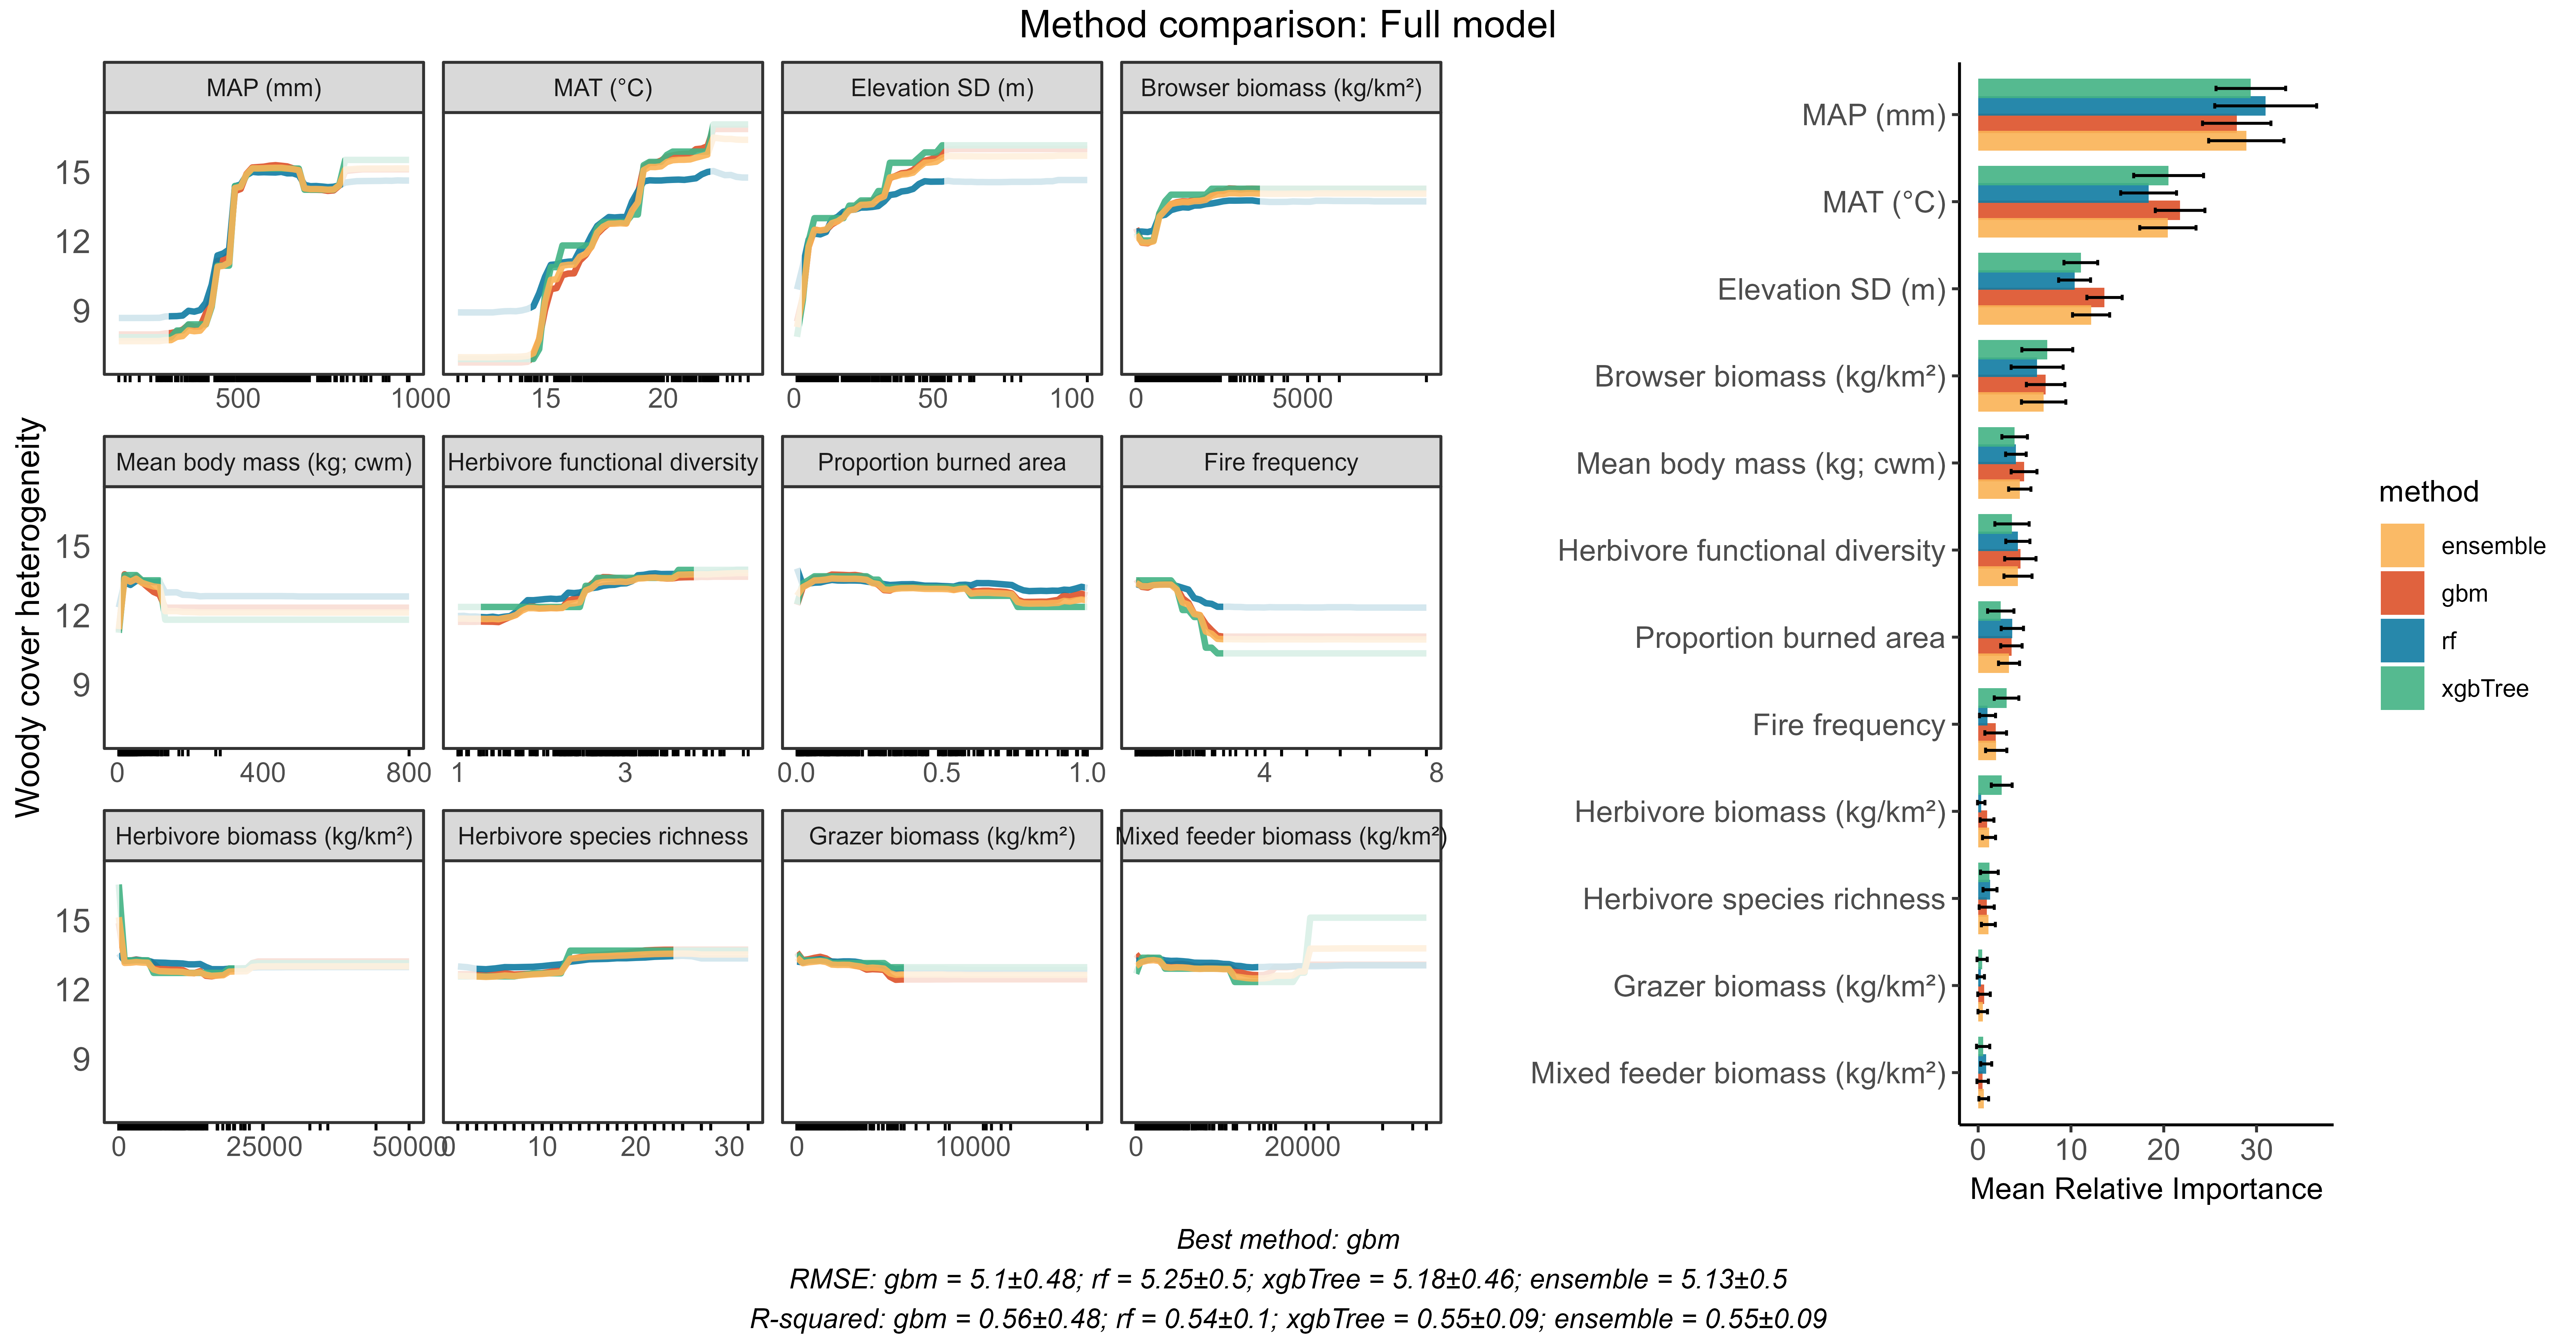 Method comparison: Full model
MAP (mm)
MAT (°C)
Elevation SD (m)
Browser biomass (kg/km²)
15
12
9
500
1000
15
20
0
50
100
0
5000
Woody cover heterogeneity
Mean body mass (kg; cwm)
Herbivore functional diversity
Proportion burned area
Fire frequency
15
12
9
0
400
800
1
3
0.0
0.5
1.0
4
8
Herbivore biomass (kg/km²)
Herbivore species richness
Grazer biomass (kg/km²)
Mixed feeder biomass (kg/km²)
15
12
9
0
25000
50000
0
10
20
30
0
10000
0
20000
MAP (mm)
MAT (°C)
Elevation SD (m)
Browser biomass (kg/km²)
Mean body mass (kg; cwm)
Herbivore functional diversity
Proportion burned area
Fire frequency
Herbivore biomass (kg/km²)
Herbivore species richness
Grazer biomass (kg/km²)
Mixed feeder biomass (kg/km²)
0
10
20
30
Mean Relative Importance
method
ensemble
gbm
rf
xgbTree
Best method: gbm
RMSE: gbm = 5.1±0.48; rf = 5.25±0.5; xgbTree = 5.18±0.46; ensemble = 5.13±0.5
R-squared: gbm = 0.56±0.48; rf = 0.54±0.1; xgbTree = 0.55±0.09; ensemble = 0.55±0.09